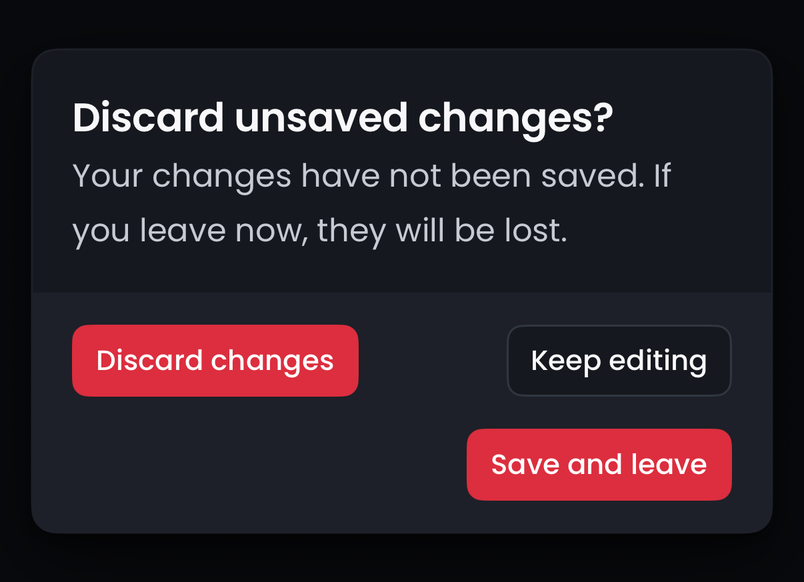 Discard unsaved changes?
Your changes have not been saved. If
you leave now, they will be lost.
Discard changes
Keep editing
Save and leave